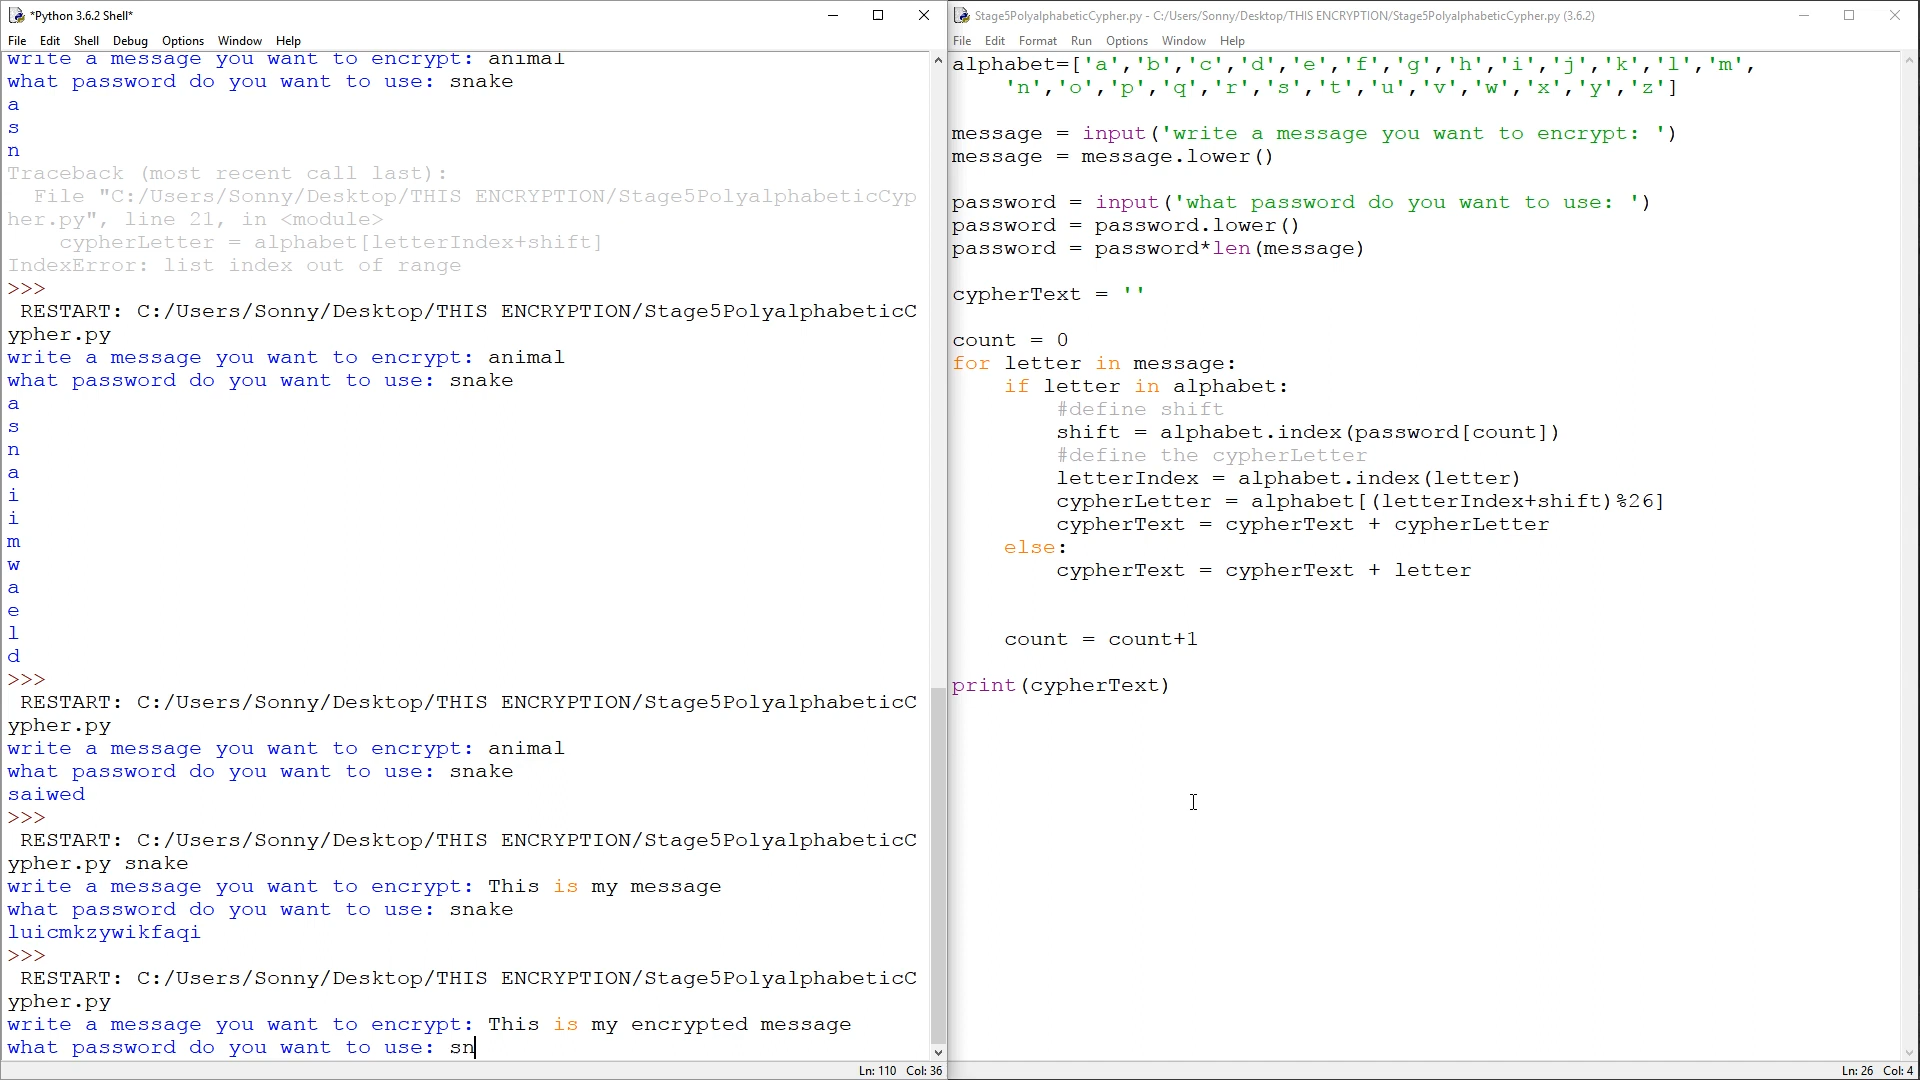 *Python 3.6.2 Shell*
File Edit Shell Debug Options Window Help
write a message you want to encrypt: animal
what password do you want to use: snake
a
s
n
Traceback (most recent call last):
  File "C:/Users/Sonny/Desktop/THIS ENCRYPTION/Stage5PolyalphabeticCyp
her.py", line 21, in <module>
    cypherLetter = alphabet[letterIndex+shift]
IndexError: list index out of range
>>>
 RESTART: C:/Users/Sonny/Desktop/THIS ENCRYPTION/Stage5PolyalphabeticC
ypher.py
write a message you want to encrypt: animal
what password do you want to use: snake
a
s
n
a
i
i
m
w
a
e
l
d
>>>
 RESTART: C:/Users/Sonny/Desktop/THIS ENCRYPTION/Stage5PolyalphabeticC
ypher.py
write a message you want to encrypt: animal
what password do you want to use: snake
saiwed
>>>
 RESTART: C:/Users/Sonny/Desktop/THIS ENCRYPTION/Stage5PolyalphabeticC
ypher.py snake
write a message you want to encrypt: This is my message
what password do you want to use: snake
luicmkzywikfaqi
>>>
 RESTART: C:/Users/Sonny/Desktop/THIS ENCRYPTION/Stage5PolyalphabeticC
ypher.py
write a message you want to encrypt: This is my encrypted message
what password do you want to use: sn
Ln: 110 Col: 36
Stage5PolyalphabeticCypher.py - C:/Users/Sonny/Desktop/THIS ENCRYPTION/Stage5PolyalphabeticCypher.py (3.6.2)
File Edit Format Run Options Window Help
alphabet=['a','b','c','d','e','f','g','h','i','j','k','l','m',
    'n','o','p','q','r','s','t','u','v','w','x','y','z']
message = input('write a message you want to encrypt: ')
message = message.lower()
password = input('what password do you want to use: ')
password = password.lower()
password = password*len(message)
cypherText = ''
count = 0
for letter in message:
    if letter in alphabet:
        #define shift
        shift = alphabet.index(password[count])
        #define the cypherLetter
        letterIndex = alphabet.index(letter)
        cypherLetter = alphabet[(letterIndex+shift)%26]
        cypherText = cypherText + cypherLetter
    else:
        cypherText = cypherText + letter
    count = count+1
print(cypherText)
Ln: 26 Col: 4